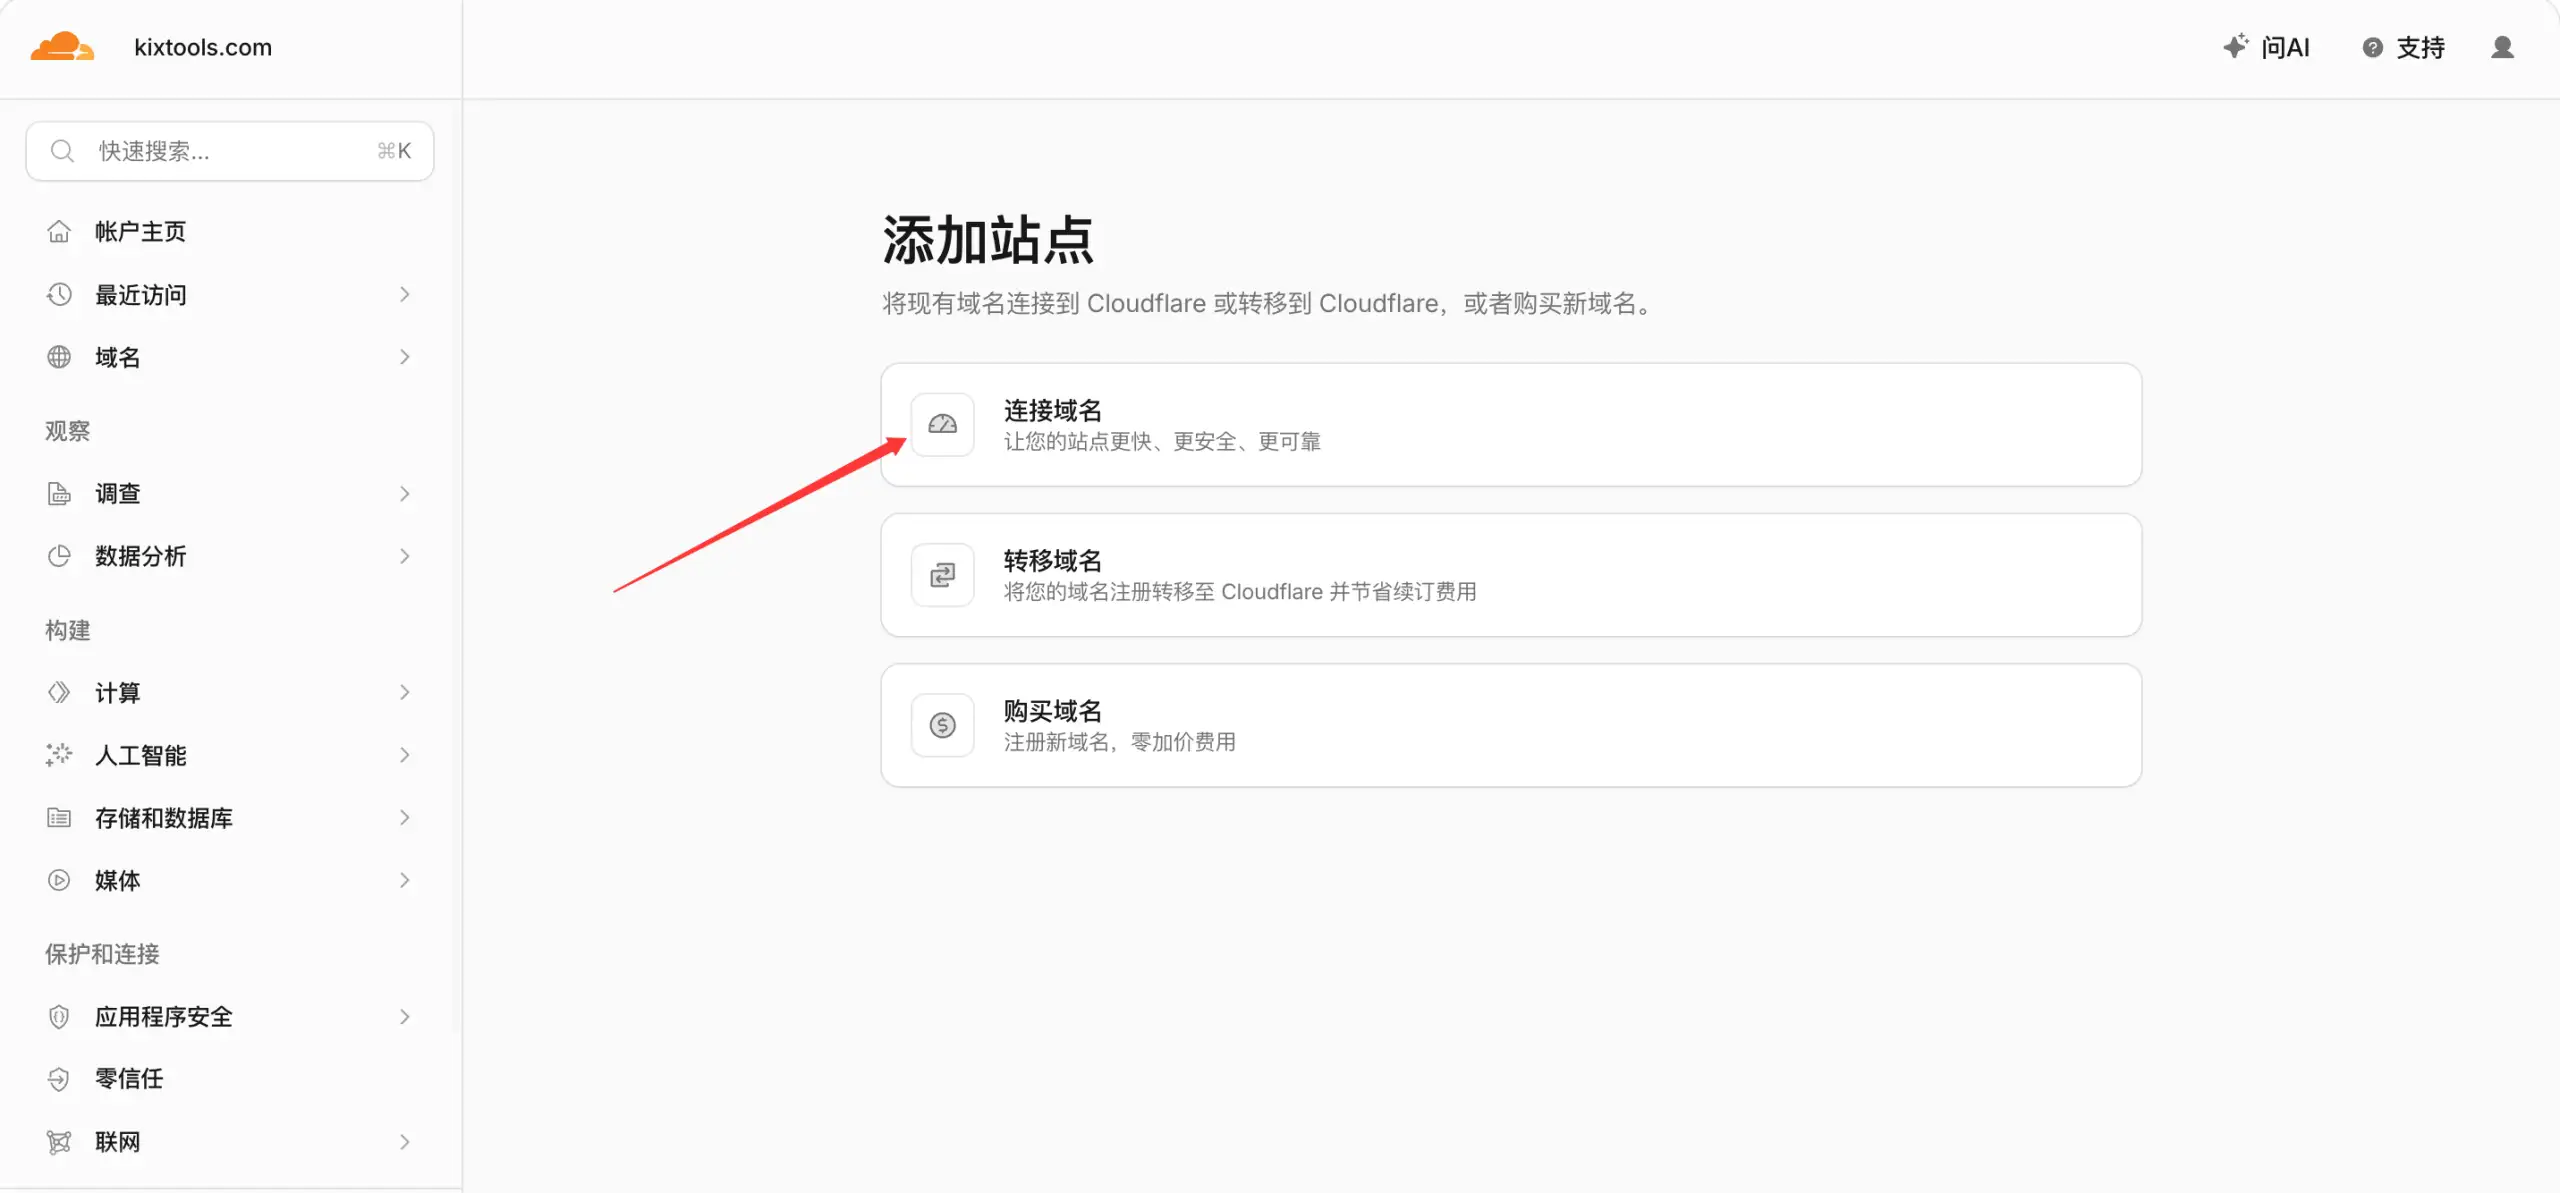 kixtools.com
问AI
支持
快速搜索...
⌘K
帐户主页
最近访问
域名
观察
调查
数据分析
构建
计算
人工智能
存储和数据库
媒体
保护和连接
应用程序安全
零信任
联网
添加站点
将现有域名连接到 Cloudflare 或转移到 Cloudflare，或者购买新域名。
连接域名
让您的站点更快、更安全、更可靠
转移域名
将您的域名注册转移至 Cloudflare 并节省续订费用
购买域名
注册新域名，零加价费用